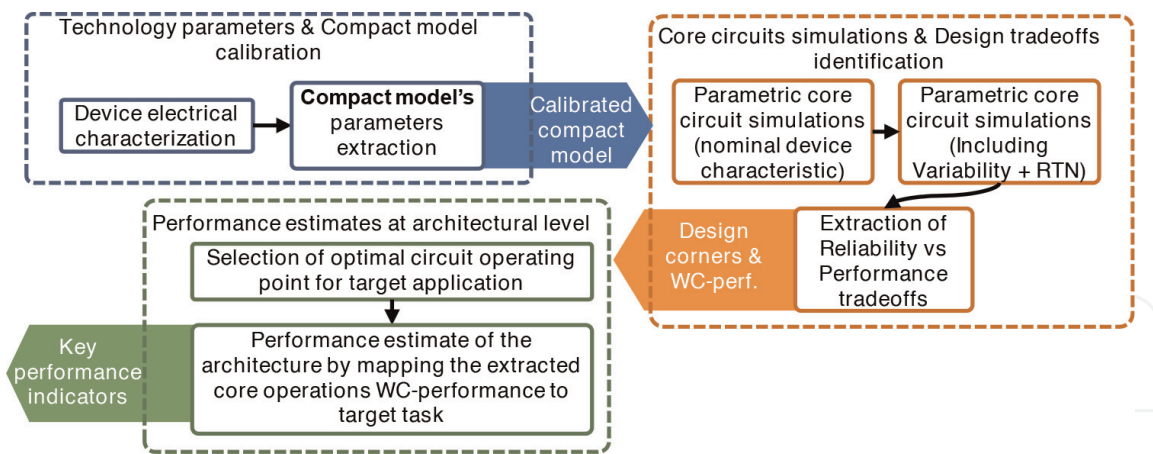 Technology parameters & Compact model
calibration
Device electrical
characterization
Compact model's
parameters
extraction
Calibrated
compact
model
Core circuits simulations & Design tradeoffs
identification
Parametric core
circuit simulations
(nominal device
characteristic)
Parametric core
circuit simulations
(Including
Variability + RTN)
Extraction of
Reliability vs
Performance
tradeoffs
Design
corners &
WC-perf.
Performance estimates at architectural level
Selection of optimal circuit operating
point for target application
Performance estimate of the
architecture by mapping the extracted
core operations WC-performance to
target task
Key
performance
indicators